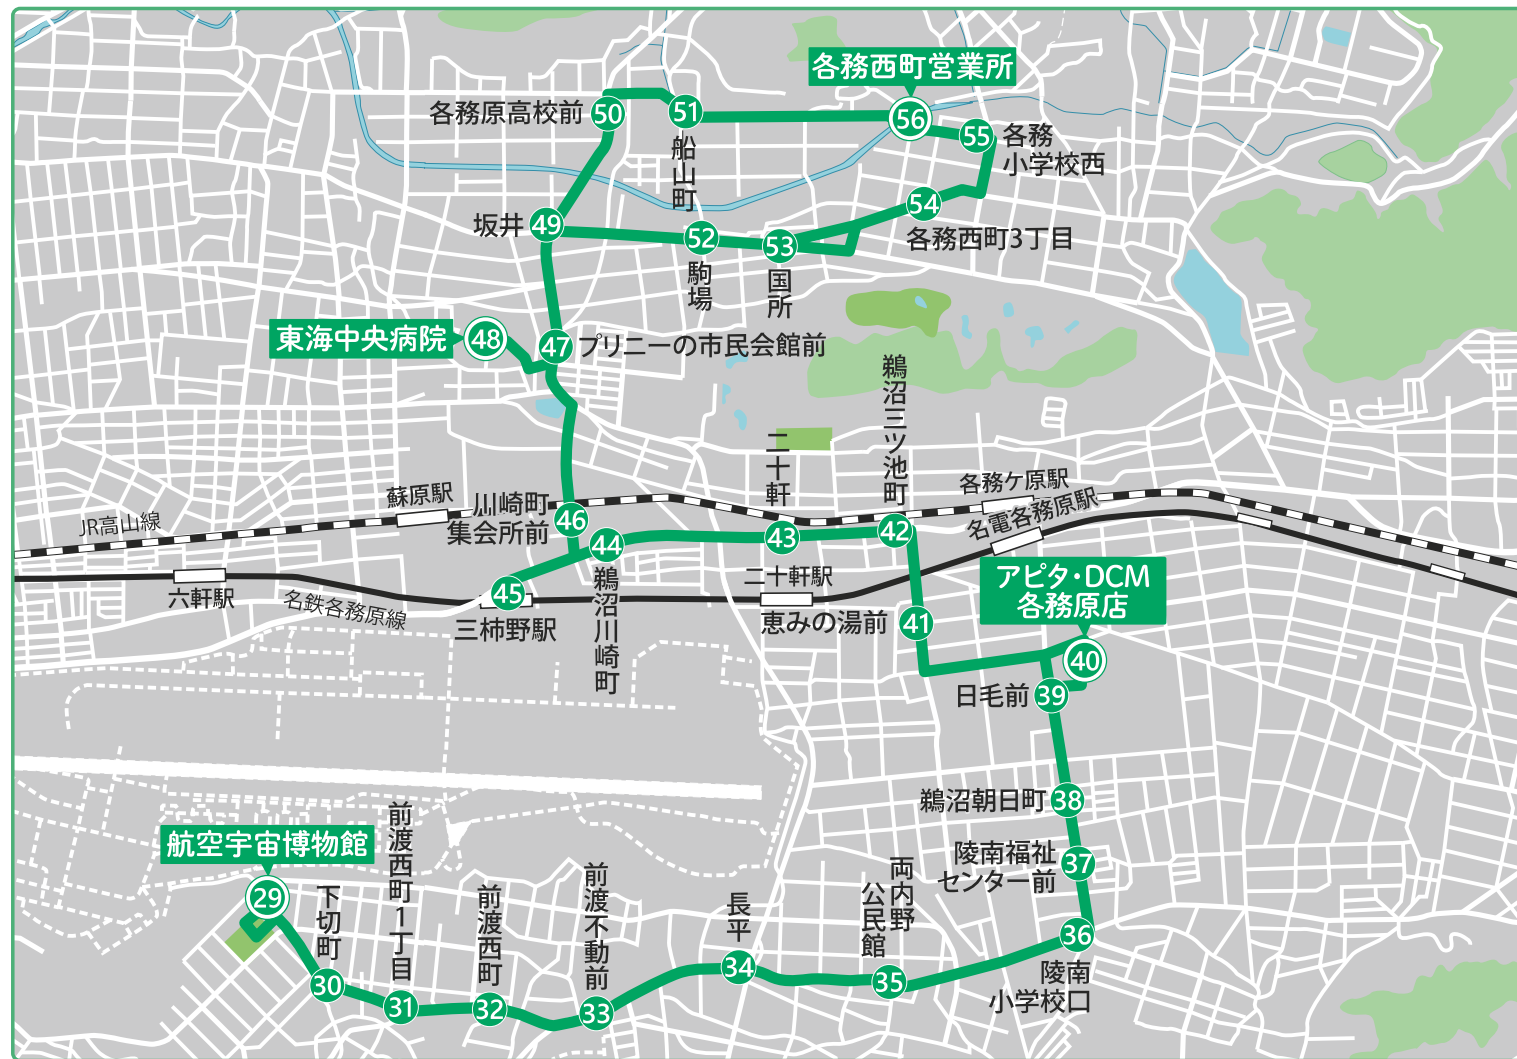 各務西町営業所
各務原高校前
50
51
56
55
各務
小学校西
船山町
54
坂井
49
52
53
各務西町3丁目
駒場
国所
東海中央病院
48
47
プリニーの市民会館前
鵜沼三ツ池町
二十軒
各務ケ原駅
名電各務原駅
蘇原駅
川崎町
集会所前
46
JR高山線
44
43
42
アピタ・DCM
各務原店
六軒駅
名鉄各務原線
45
三柿野駅
鵜沼川崎町
二十軒駅
恵みの湯前
41
40
日毛前
39
鵜沼朝日町
38
陵南福祉
センター前
37
航空宇宙博物館
29
下切町
前渡西町1丁目
前渡西町
前渡不動前
長平
両内野
公民館
36
陵南
小学校口
30
31
32
33
34
35